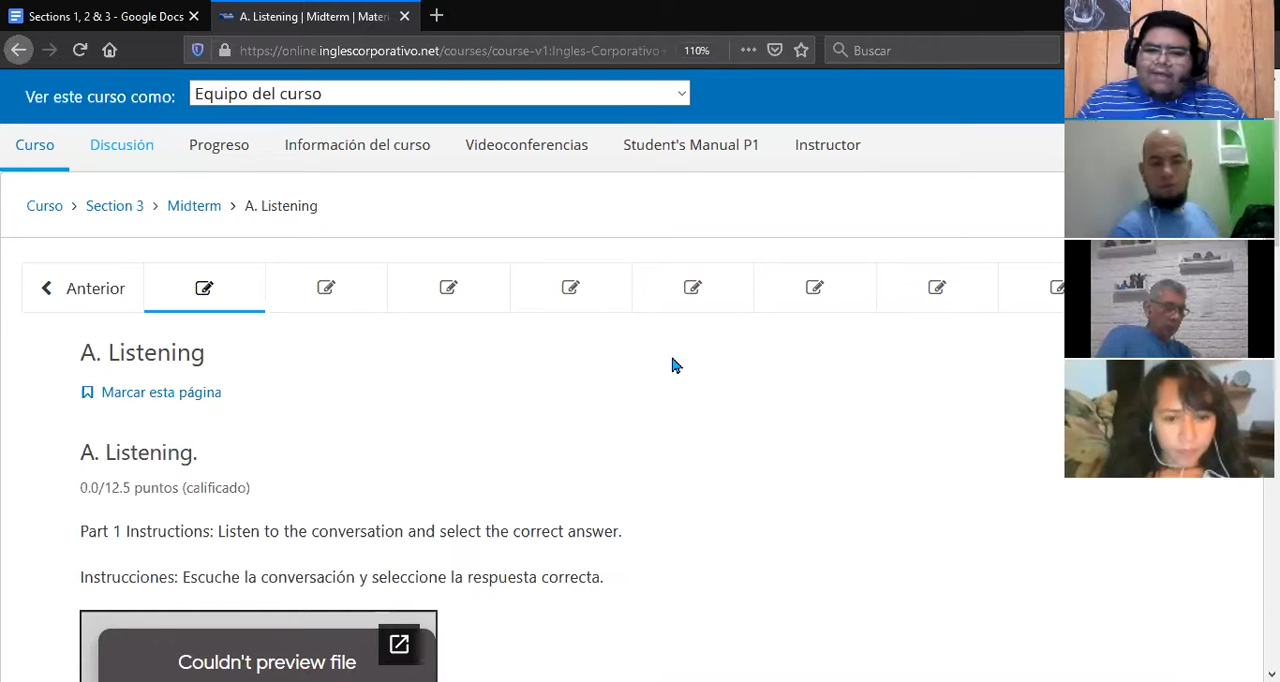 Sections 1, 2 & 3 - Google Docs
A. Listening | Midterm | Materi
https://online.inglescorporativo.net/courses/course-v1:Ingles-Corporativo
110%
Buscar
Ver este curso como:
Equipo del curso
Curso
Discusión
Progreso
Información del curso
Videoconferencias
Student's Manual P1
Instructor
Curso > Section 3 > Midterm > A. Listening
Anterior
A. Listening
Marcar esta página
A. Listening.
0.0/12.5 puntos (calificado)
Part 1 Instructions: Listen to the conversation and select the correct answer.
Instrucciones: Escuche la conversación y seleccione la respuesta correcta.
Couldn't preview file